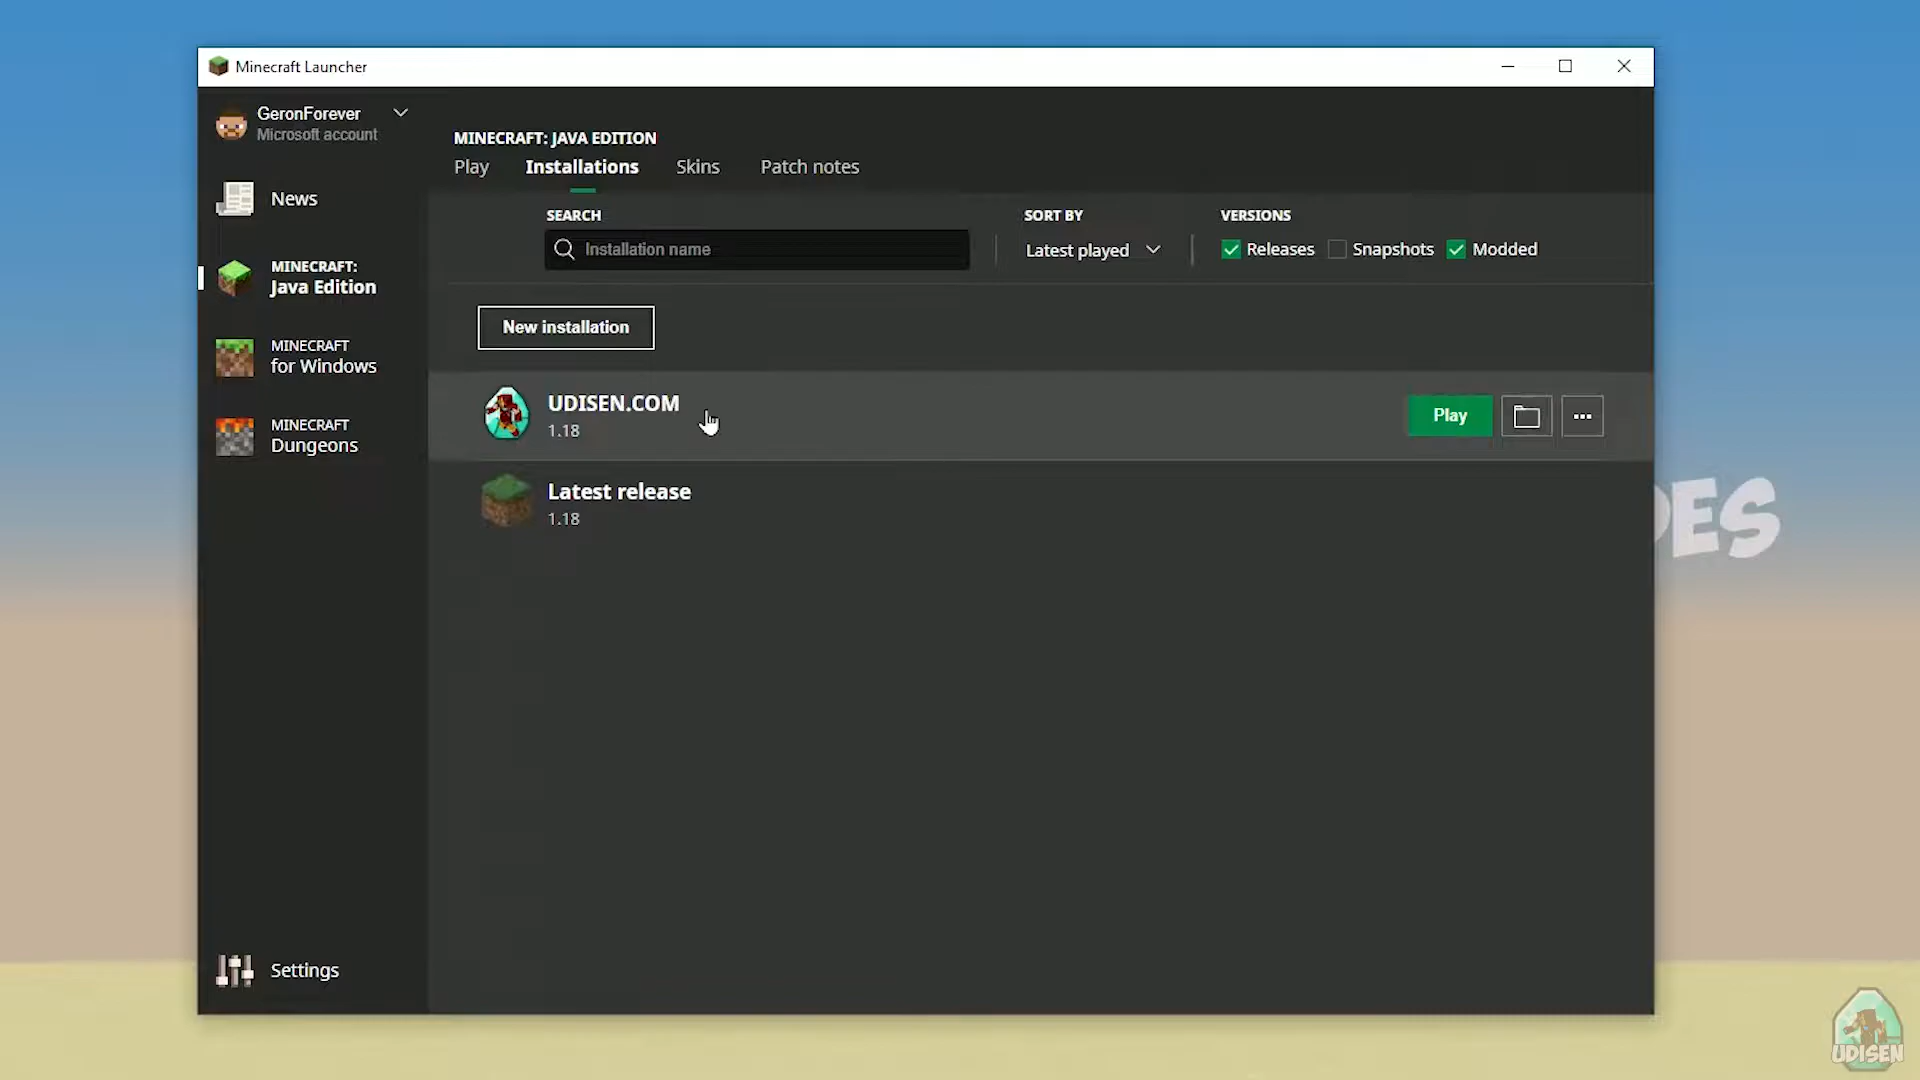 Minecraft Launcher
GeronForever
Microsoft account
News
MINECRAFT:
Java Edition
MINECRAFT
for Windows
MINECRAFT
Dungeons
Settings
MINECRAFT: JAVA EDITION
Play Installations Skins Patch notes
SEARCH SORT BY VERSIONS
Installation name Latest played Releases Snapshots Modded
New installation
UDISEN.COM
1.18
Play
Latest release
1.18
DES
UDISEN